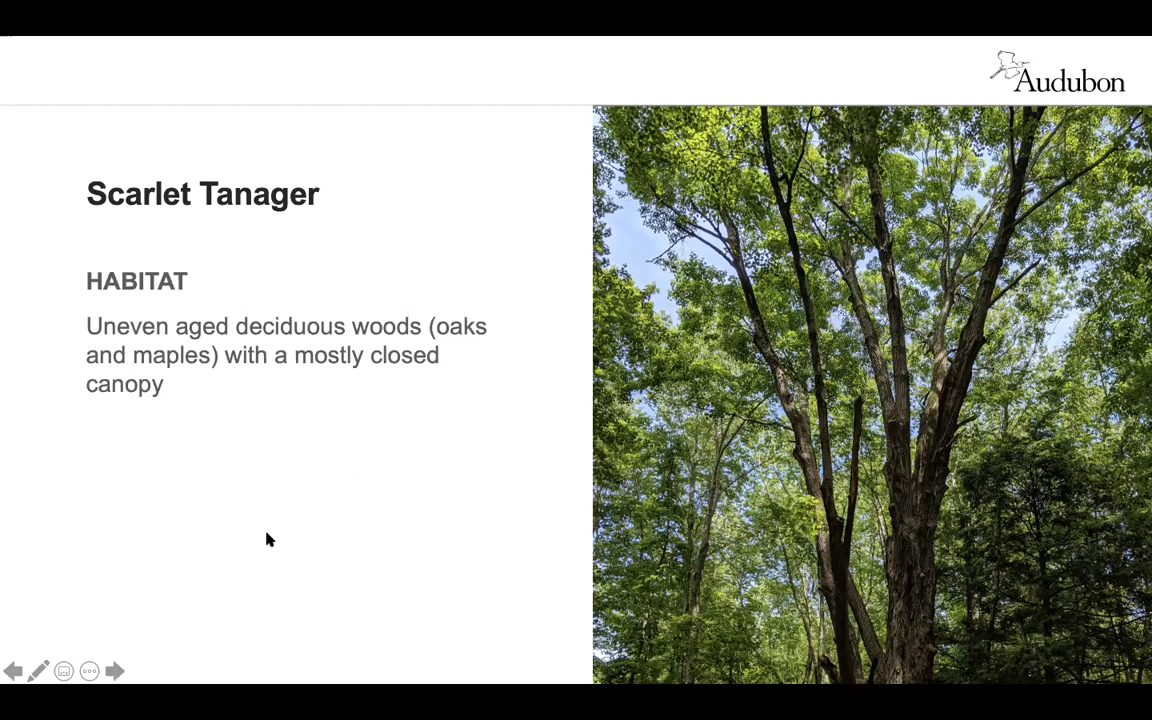 Audubon
Scarlet Tanager
HABITAT
Uneven aged deciduous woods (oaks
and maples) with a mostly closed
canopy